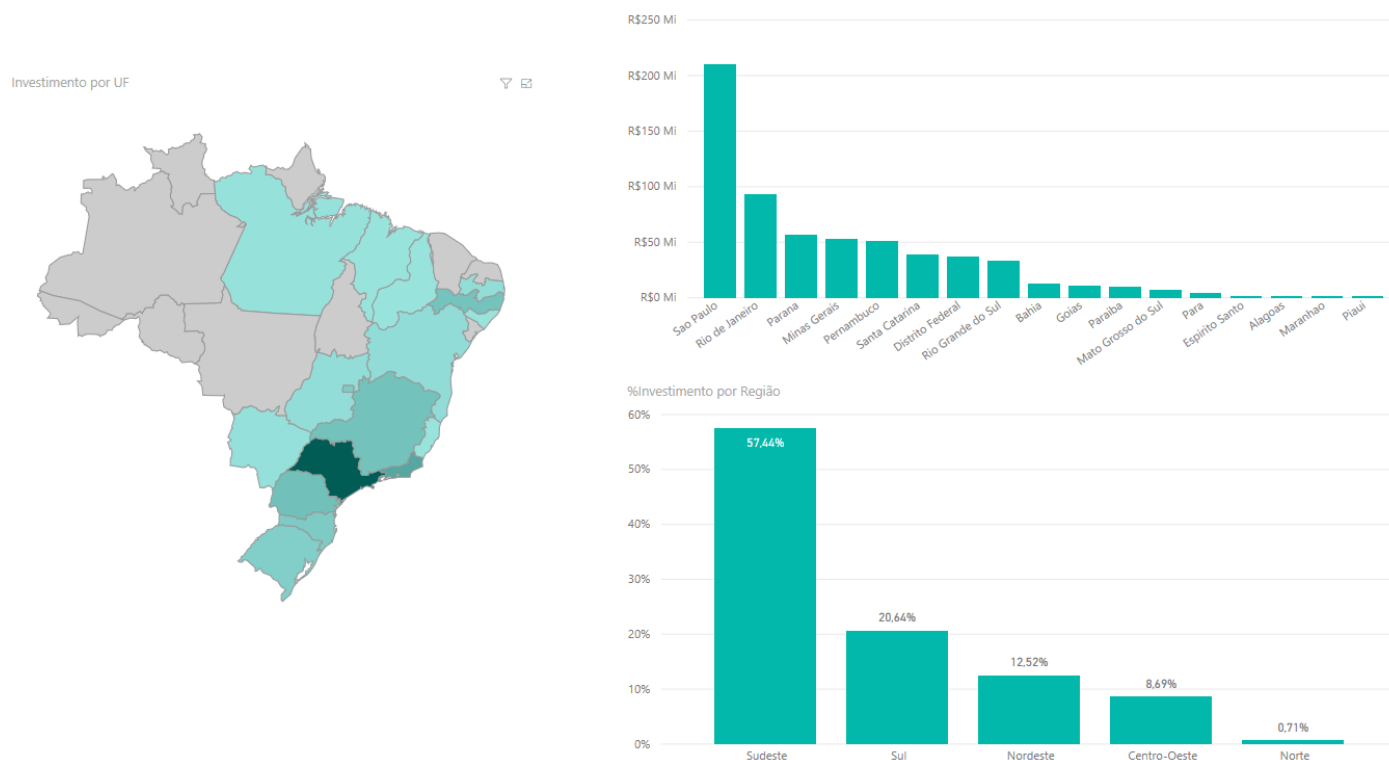 Investimento por UF
R$250 Mi
R$200 Mi
R$150 Mi
R$100 Mi
R$50 Mi
R$0 Mi
Sao Paulo
Rio de Janeiro
Parana
Minas Gerais
Pernambuco
Santa Catarina
Distrito Federal
Rio Grande do Sul
Bahia
Goias
Paraiba
Mato Grosso do Sul
Para
Espirito Santo
Alagoas
Maranhao
Piaui
%Investimento por Região
60%
50%
40%
30%
20%
10%
0%
57,44%
20,64%
12,52%
8,69%
0,71%
Sudeste
Sul
Nordeste
Centro-Oeste
Norte